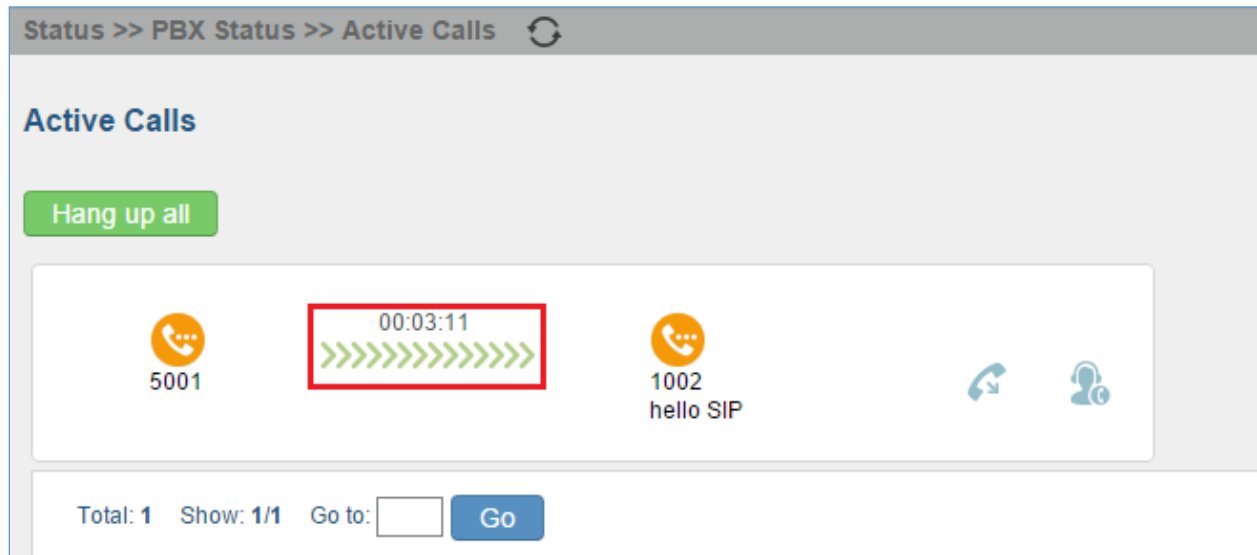 Status >> PBX Status >> Active Calls
Active Calls
Hang up all
00:03:11
5001
1002
hello SIP
Total: 1 Show: 1/1 Go to: Go